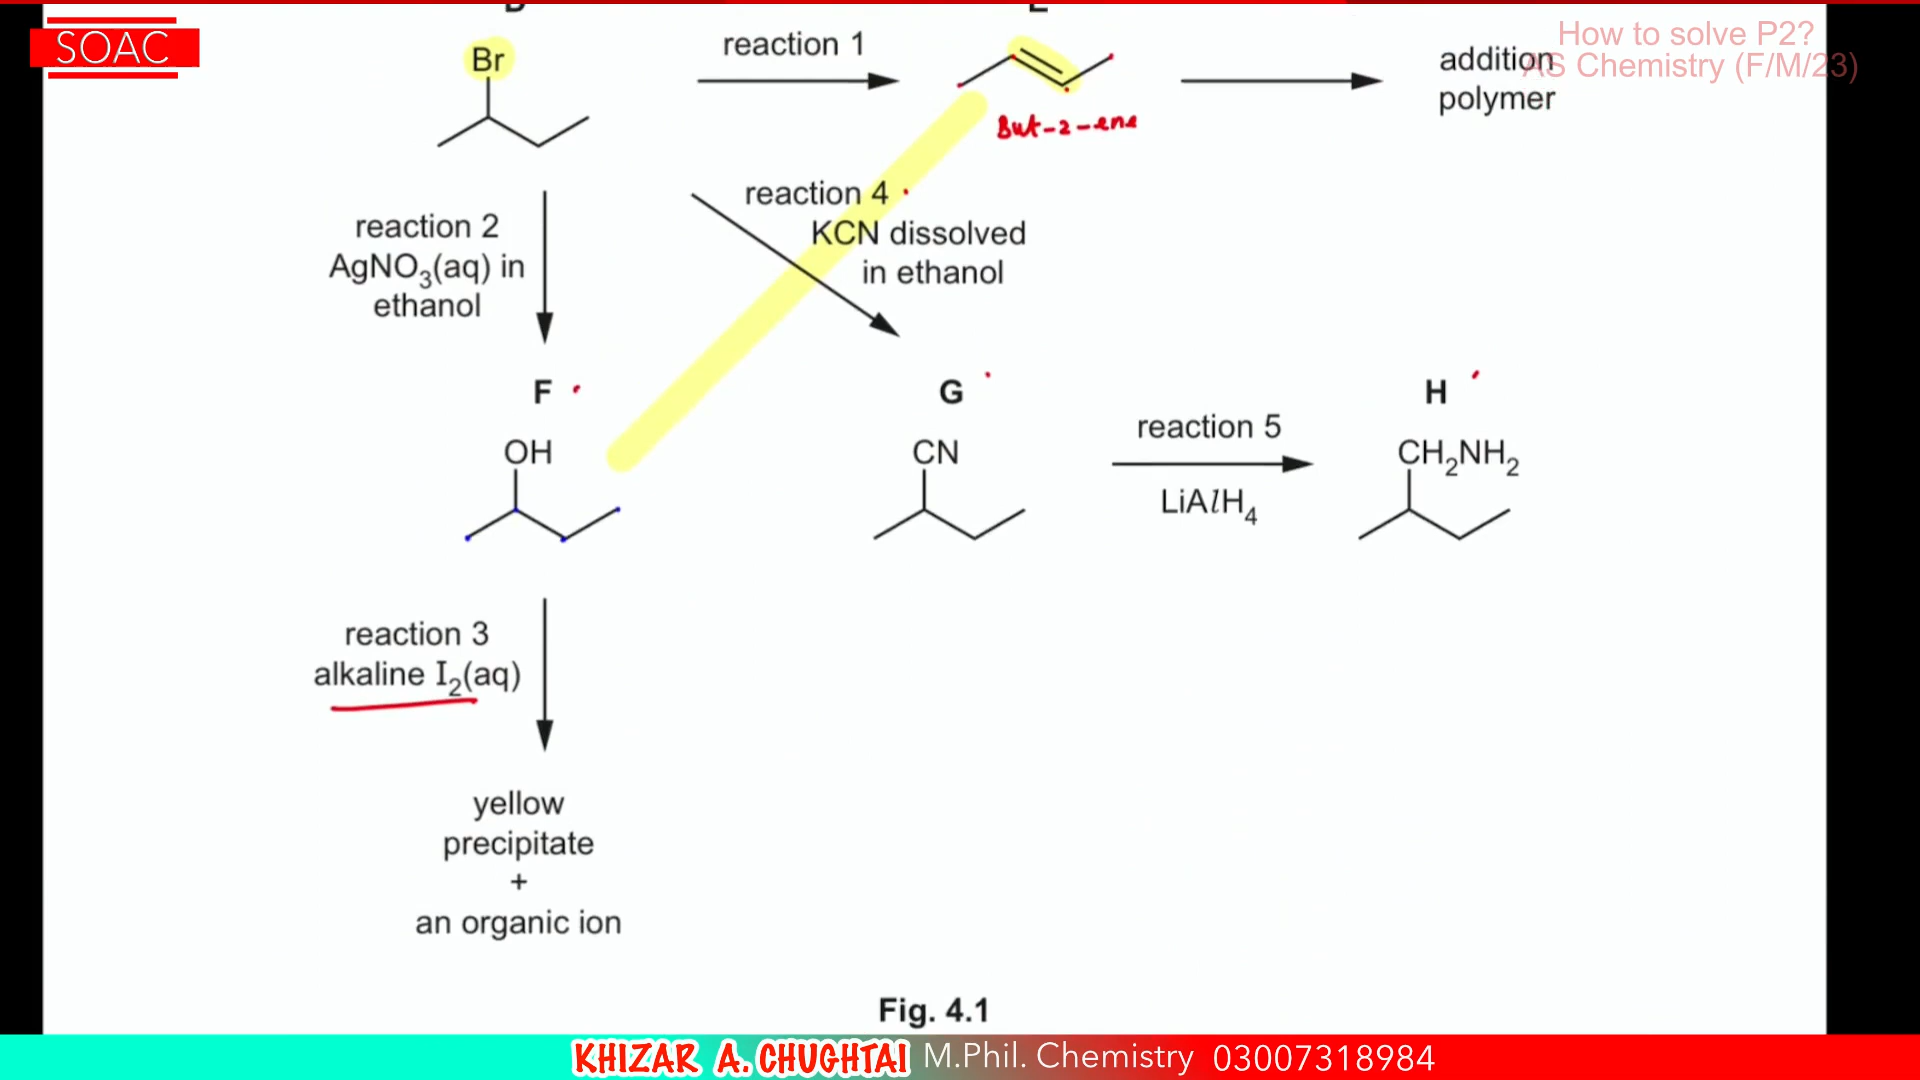 SOAC
How to solve P2?
AS Chemistry (F/M/23)
Br
reaction 1
addition
polymer
But-2-ene
reaction 4
KCN dissolved
in ethanol
reaction 2
AgNO3(aq) in
ethanol
F
G
H
OH
CN
reaction 5
LiAlH4
CH2NH2
reaction 3
alkaline I2(aq)
yellow
precipitate
+
an organic ion
Fig. 4.1
KHIZAR A. CHUGHTAI M.Phil. Chemistry 03007318984